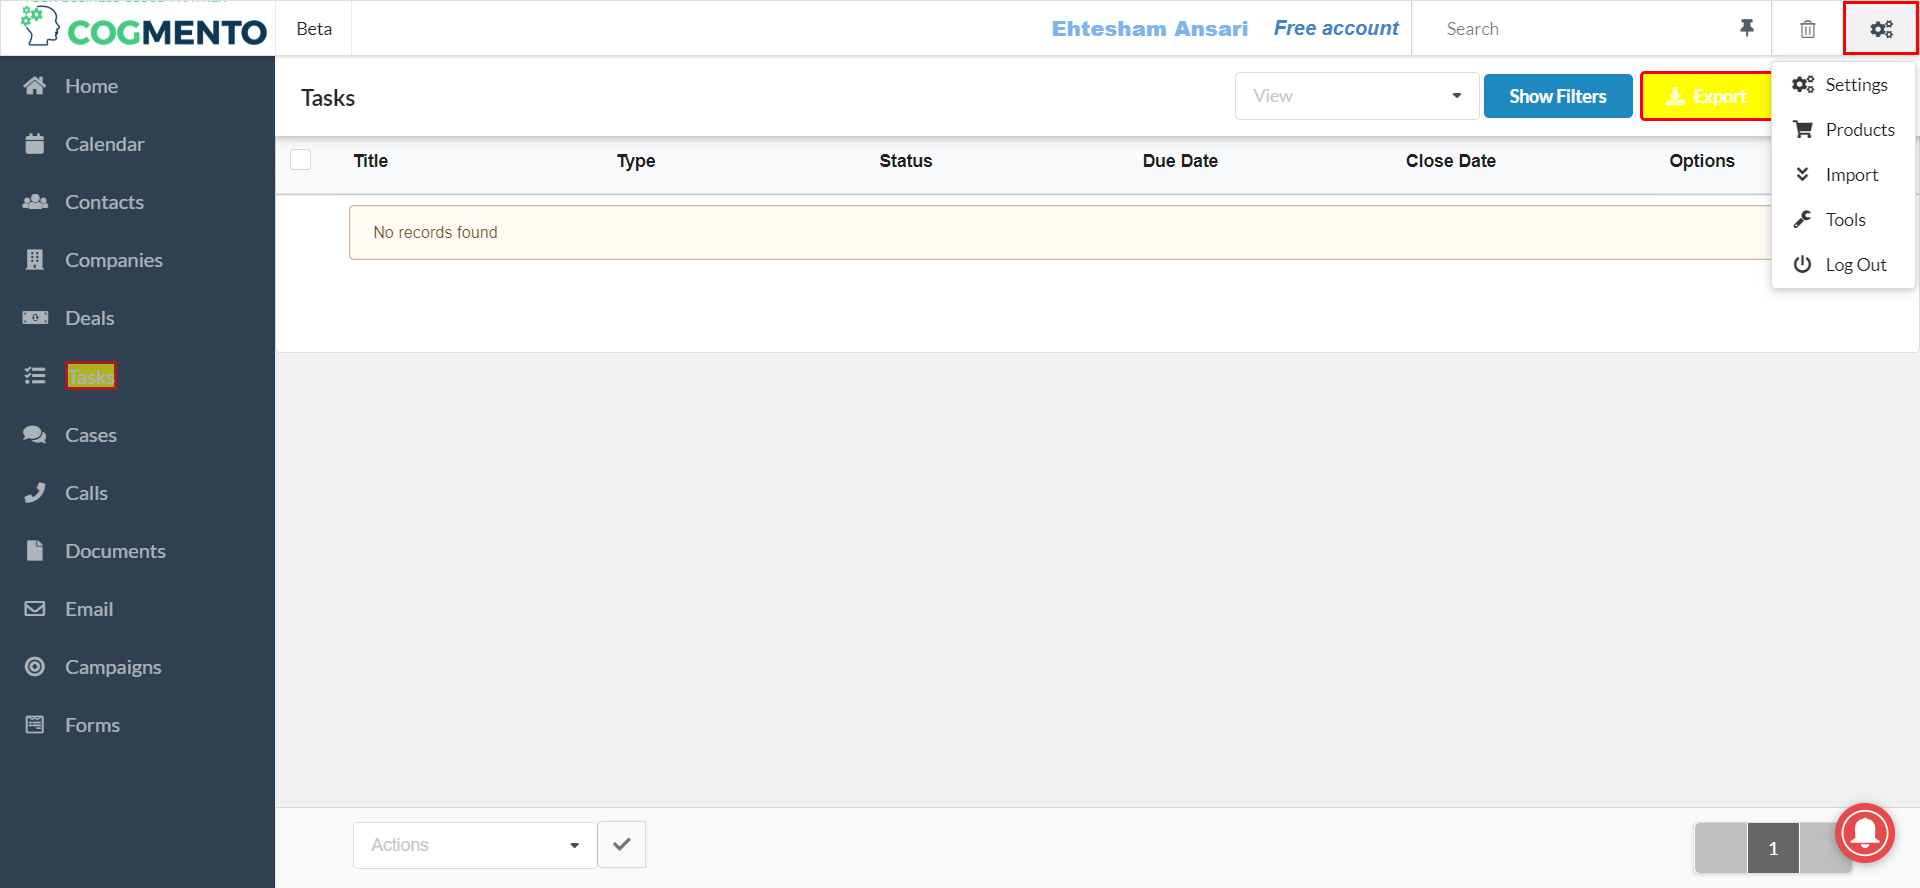 COGMENTO
Beta
Ehtesham Ansari
Free account
Search
Home
Calendar
Contacts
Companies
Deals
Tasks
Cases
Calls
Documents
Email
Campaigns
Forms
Tasks
View
Show Filters
Export
Settings
Products
Import
Tools
Log Out
Title Type Status Due Date Close Date Options
No records found
Actions
1